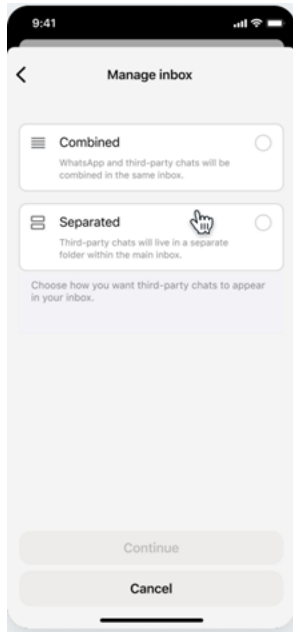 9:41
Manage inbox
Combined
WhatsApp and third-party chats will be
combined in the same inbox.
Separated
Third-party chats will live in a separate
folder within the main inbox.
Choose how you want third-party chats to appear
in your inbox.
Continue
Cancel